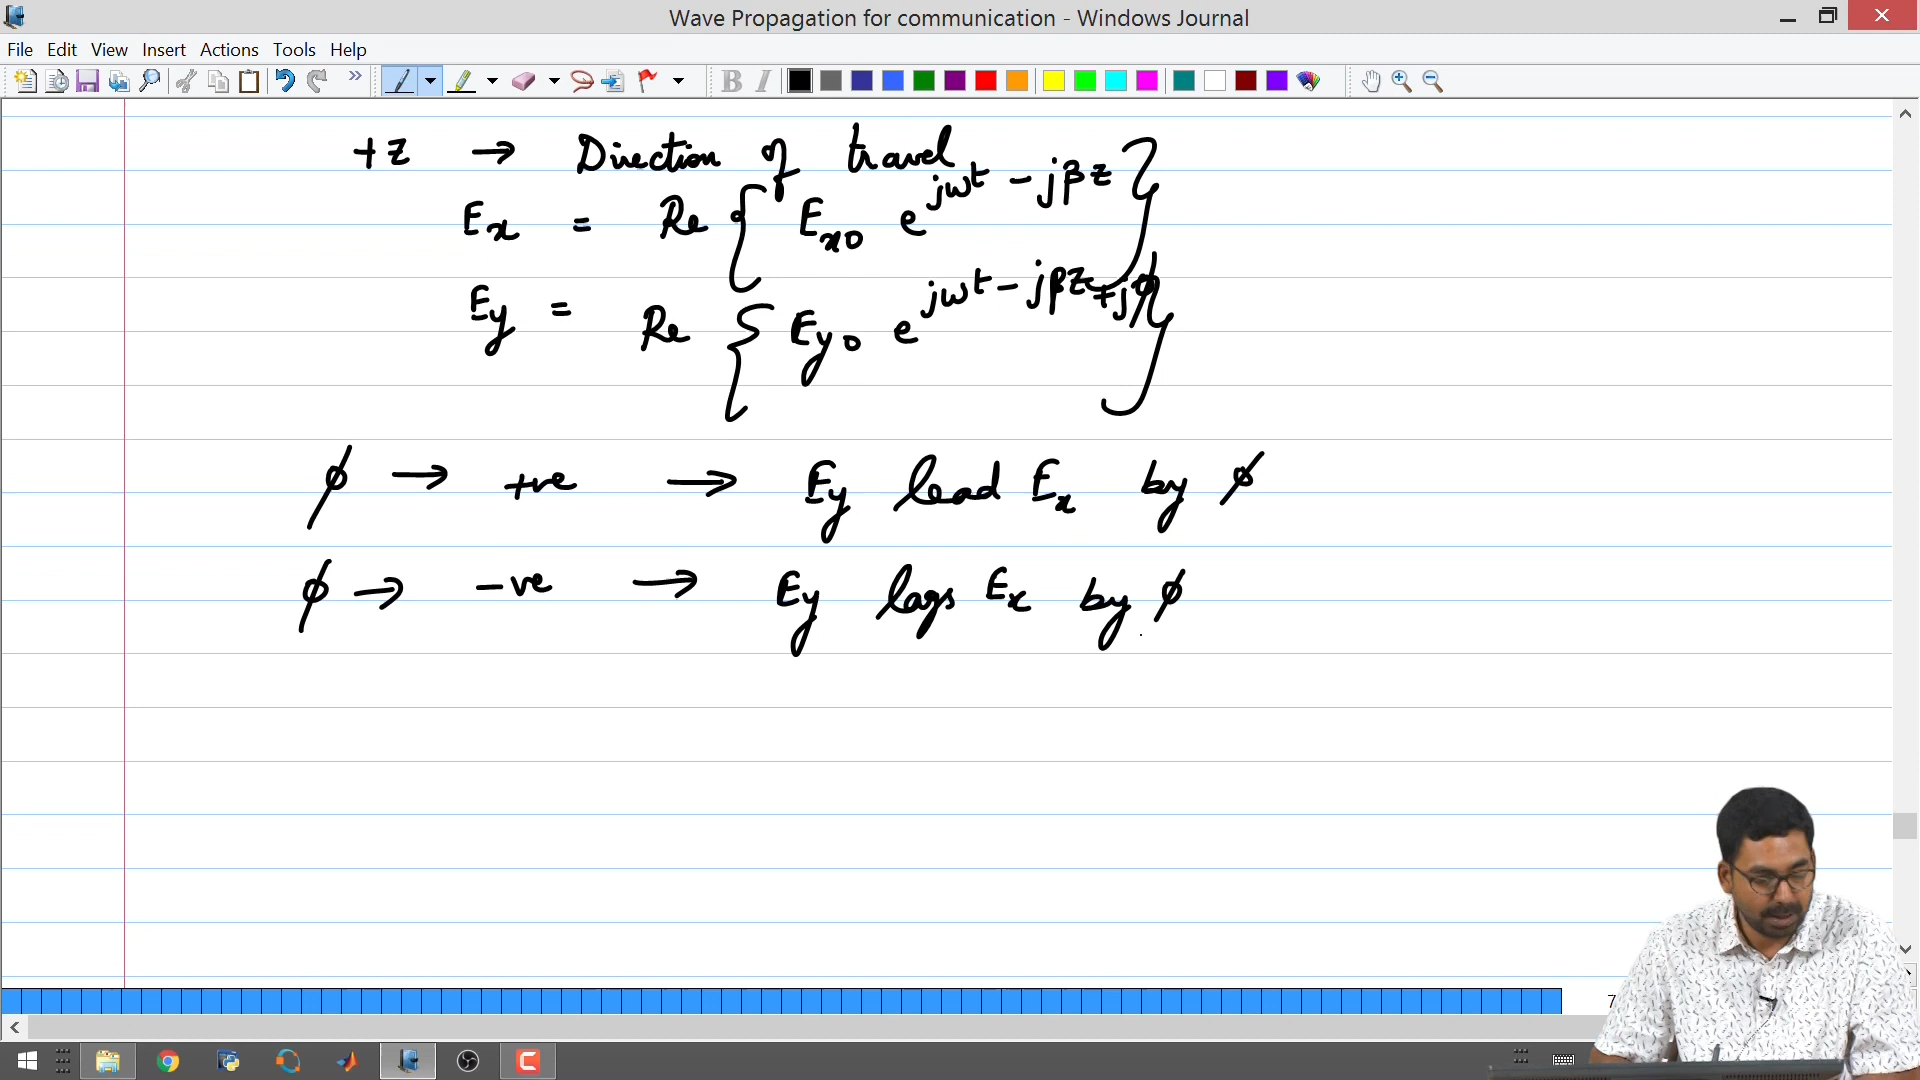 Wave Propagation for communication - Windows Journal
File Edit View Insert Actions Tools Help
+z → Direction of travel
Ex = Re { Ex0 e^jωt - jβz }
Ey = Re { Ey0 e^jωt - jβz + jϕ }
ϕ → +ve → Ey lead Ex by ϕ
ϕ → -ve → Ey lags Ex by ϕ
7